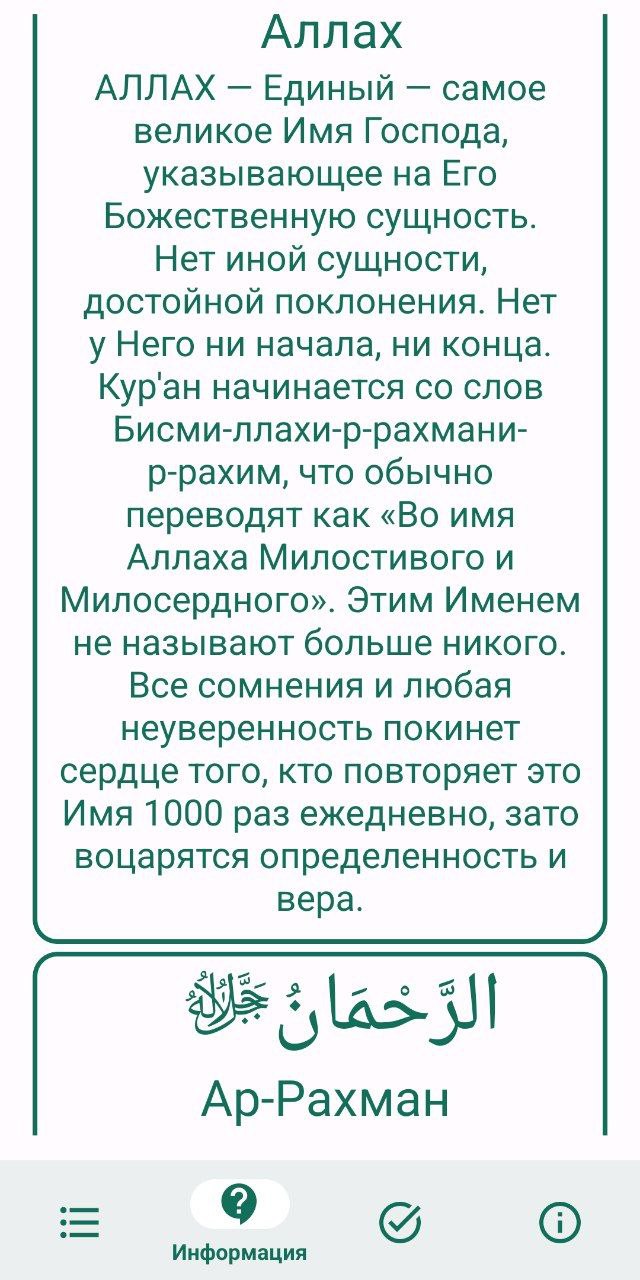 Аллах
АЛЛАХ — Единый — самое
великое Имя Господа,
указывающее на Его
Божественную сущность.
Нет иной сущности,
достойной поклонения. Нет
у Него ни начала, ни конца.
Кур'ан начинается со слов
Бисми-ллахи-р-рахмани-
р-рахим, что обычно
переводят как «Во имя
Аллаха Милостивого и
Милосердного». Этим Именем
не называют больше никого.
Все сомнения и любая
неуверенность покинет
сердце того, кто повторяет это
Имя 1000 раз ежедневно, зато
воцарятся определенность и
вера.
الرَّحْمَانُ ﷻ
Ар-Рахман
Информация